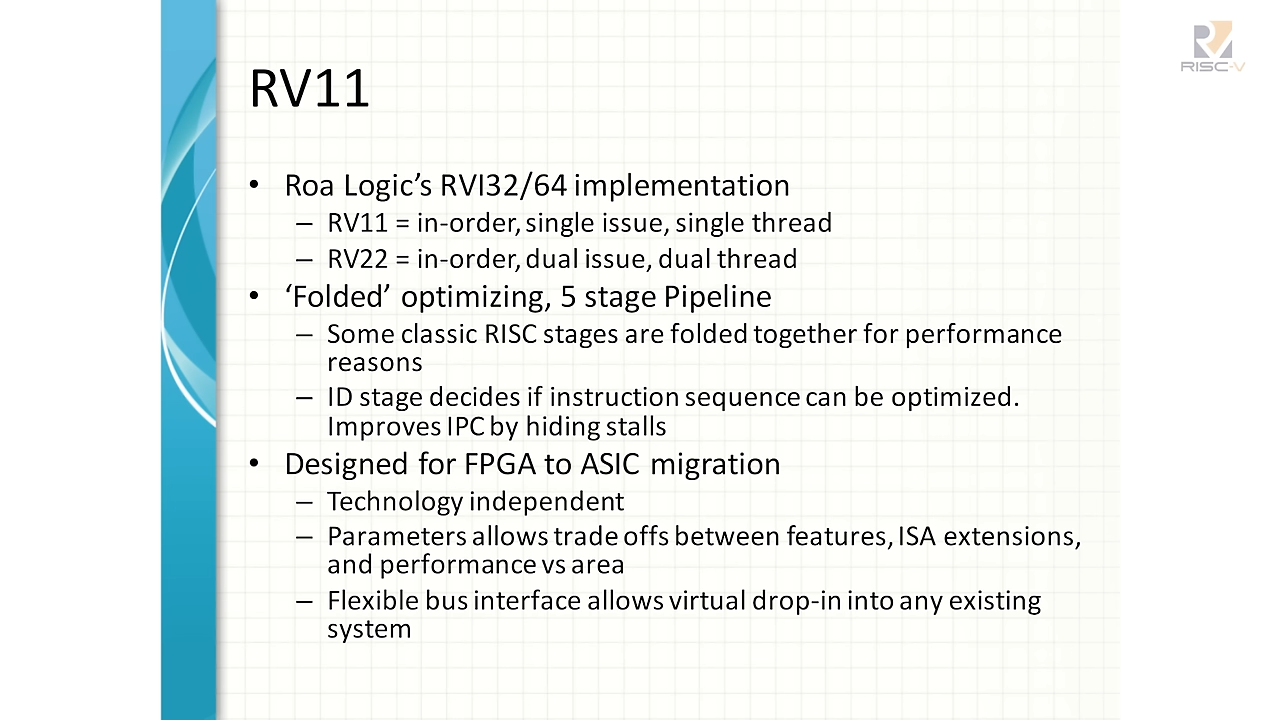 RISC-V
RV11
• Roa Logic’s RVI32/64 implementation
– RV11 = in-order, single issue, single thread
– RV22 = in-order, dual issue, dual thread
• ‘Folded’ optimizing, 5 stage Pipeline
– Some classic RISC stages are folded together for performance
reasons
– ID stage decides if instruction sequence can be optimized.
Improves IPC by hiding stalls
• Designed for FPGA to ASIC migration
– Technology independent
– Parameters allows trade offs between features, ISA extensions,
and performance vs area
– Flexible bus interface allows virtual drop-in into any existing
system